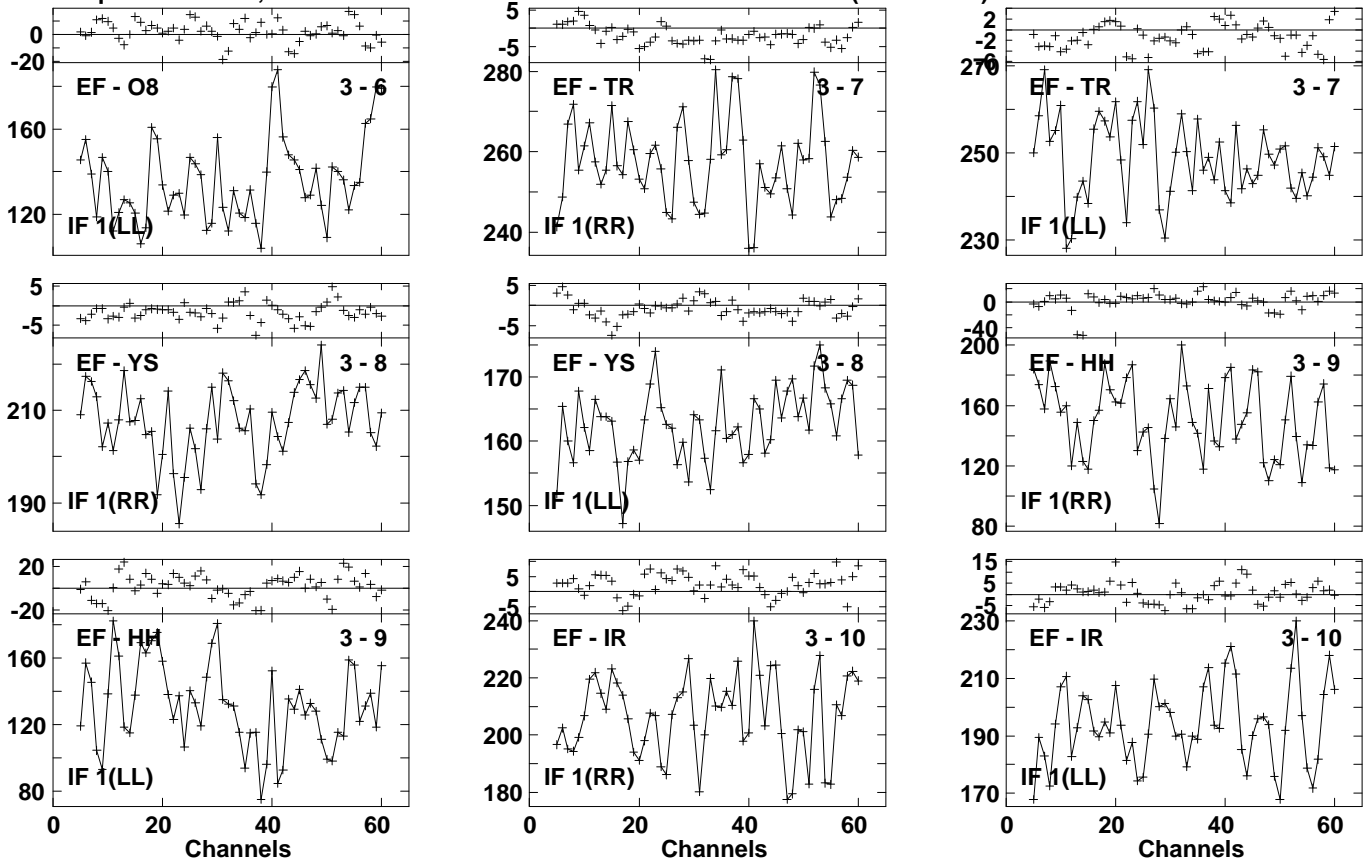 0
-20
EF - O8 3 - 6
160
120
IF 1(LL)
5
-5
280
EF - TR 3 - 7
260
240
IF 1(RR)
2
-2
270
EF - TR 3 - 7
250
230
IF 1(LL)
5
-5
EF - YS 3 - 8
210
190
IF 1(RR)
5
-5
EF - YS 3 - 8
170
160
150
IF 1(LL)
0
-40
200
EF - HH 3 - 9
160
120
80
IF 1(RR)
20
0
-20
EF - HH 3 - 9
160
120
80
IF 1(LL)
5
-5
240
EF - IR 3 - 10
220
200
180
IF 1(RR)
15
5
-5
230
EF - IR 3 - 10
210
190
170
IF 1(LL)
0 20 40 60
Channels
0 20 40 60
Channels
0 20 40 60
Channels